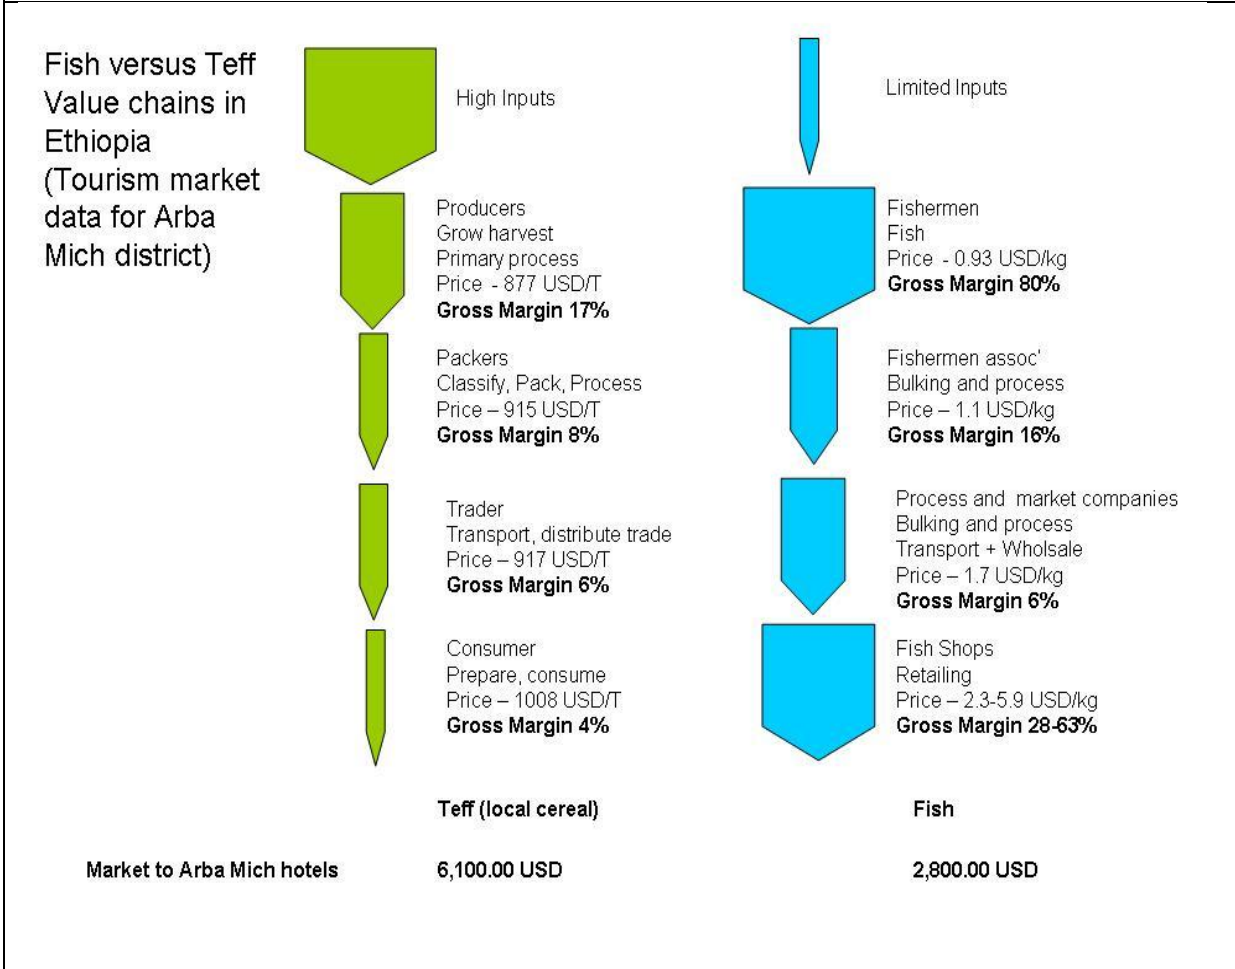 Fish versus Teff
Value chains in
Ethiopia
(Tourism market
data for Arba
Mich district)
High Inputs
Producers
Grow harvest
Primary process
Price - 877 USD/T
Gross Margin 17%
Packers
Classify, Pack, Process
Price – 915 USD/T
Gross Margin 8%
Trader
Transport, distribute trade
Price – 917 USD/T
Gross Margin 6%
Consumer
Prepare, consume
Price – 1008 USD/T
Gross Margin 4%
Limited Inputs
Fishermen
Fish
Price - 0.93 USD/kg
Gross Margin 80%
Fishermen assoc'
Bulking and process
Price – 1.1 USD/kg
Gross Margin 16%
Process and market companies
Bulking and process
Transport + Wholsale
Price – 1.7 USD/kg
Gross Margin 6%
Fish Shops
Retailing
Price – 2.3-5.9 USD/kg
Gross Margin 28-63%
Teff (local cereal) Fish
Market to Arba Mich hotels 6,100.00 USD 2,800.00 USD